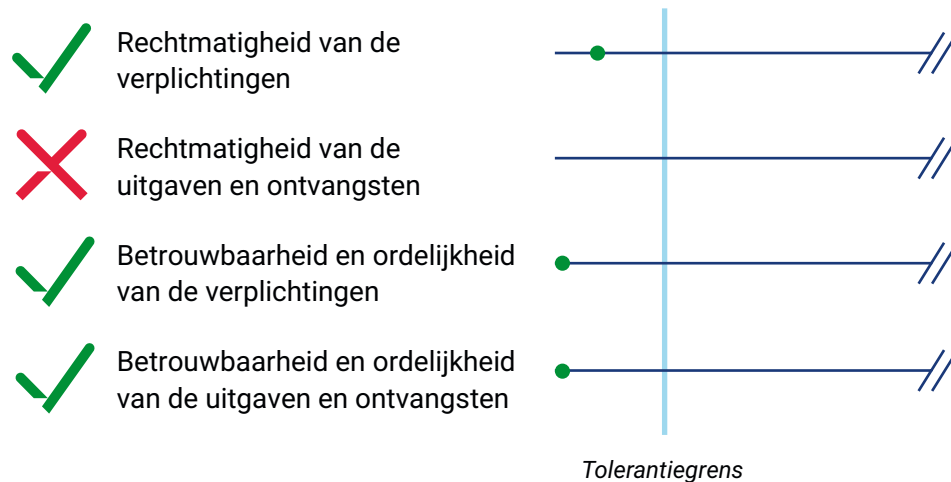 Rechtmatigheid van de
verplichtingen
Rechtmatigheid van de
uitgaven en ontvangsten
Betrouwbaarheid en ordelijkheid
van de verplichtingen
Betrouwbaarheid en ordelijkheid
van de uitgaven en ontvangsten
Tolerantiegrens